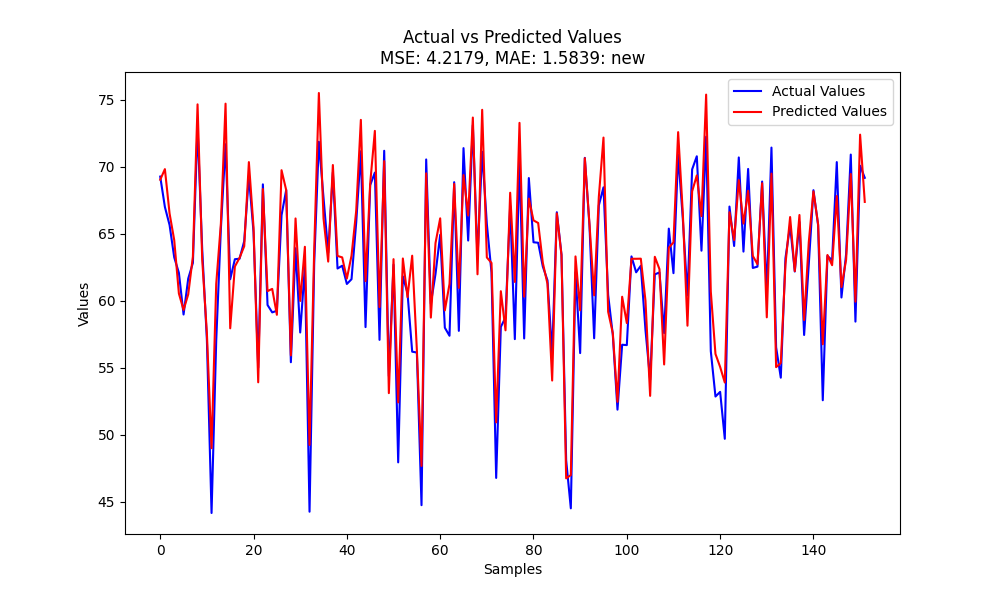 Actual vs Predicted Values
MSE: 4.2179, MAE: 1.5839: new
Actual Values
Predicted Values
75
70
65
60
55
50
45
Values
0 20 40 60 80 100 120 140
Samples